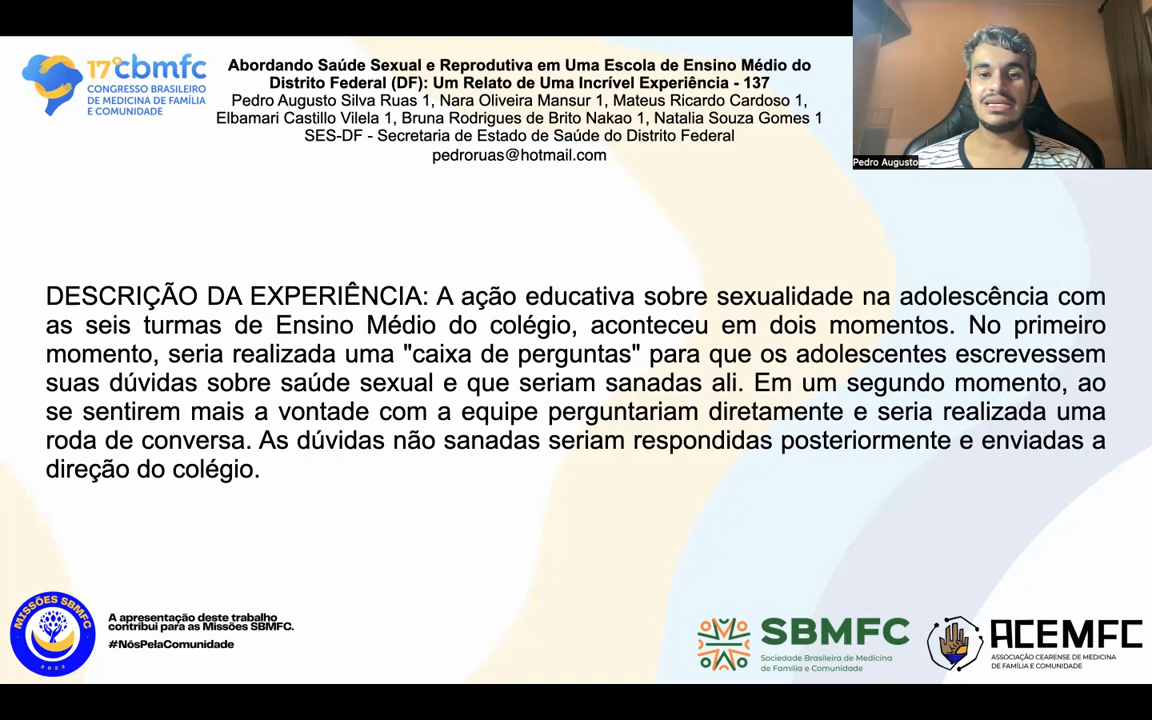 17º cbmfc
CONGRESSO BRASILEIRO
DE MEDICINA DE FAMÍLIA
E COMUNIDADE
Abordando Saúde Sexual e Reprodutiva em Uma Escola de Ensino Médio do
Distrito Federal (DF): Um Relato de Uma Incrível Experiência - 137
Pedro Augusto Silva Ruas 1, Nara Oliveira Mansur 1, Mateus Ricardo Cardoso 1,
Elbamari Castillo Vilela 1, Bruna Rodrigues de Brito Nakao 1, Natalia Souza Gomes 1
SES-DF - Secretaria de Estado de Saúde do Distrito Federal
pedroruas@hotmail.com
Pedro Augusto
DESCRIÇÃO DA EXPERIÊNCIA: A ação educativa sobre sexualidade na adolescência com
as seis turmas de Ensino Médio do colégio, aconteceu em dois momentos. No primeiro
momento, seria realizada uma "caixa de perguntas" para que os adolescentes escrevessem
suas dúvidas sobre saúde sexual e que seriam sanadas ali. Em um segundo momento, ao
se sentirem mais a vontade com a equipe perguntariam diretamente e seria realizada uma
roda de conversa. As dúvidas não sanadas seriam respondidas posteriormente e enviadas a
direção do colégio.
MISSÕES SBMFC
2023
A apresentação deste trabalho
contribui para as Missões SBMFC.
#NósPelaComunidade
SBMFC
Sociedade Brasileira de Medicina
de Família e Comunidade
ACEMFC
ASSOCIAÇÃO CEARENSE DE MEDICINA
DE FAMÍLIA E COMUNIDADE